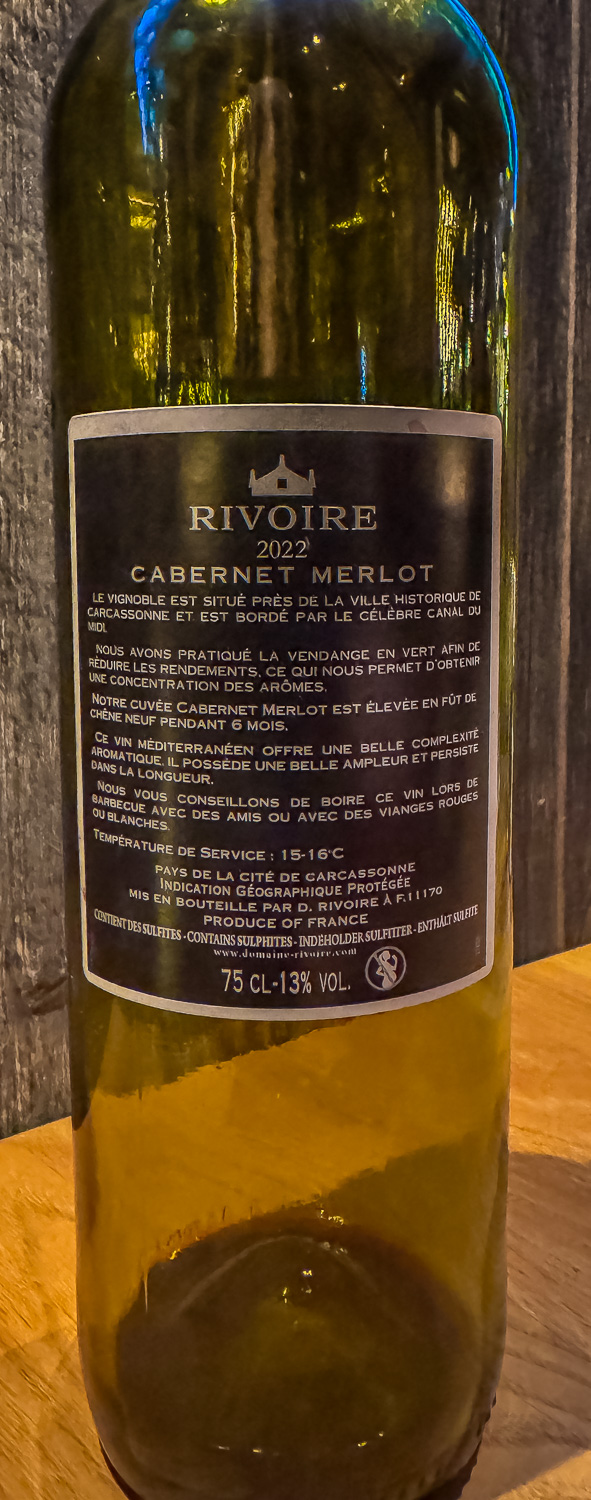 RIVOIRE
2022
CABERNET MERLOT
LE VIGNOBLE EST SITUÉ PRÈS DE LA VILLE HISTORIQUE DE
CARCASSONNE ET EST BORDÉ PAR LE CÉLÈBRE CANAL DU
MIDI.
NOUS AVONS PRATIQUÉ LA VENDANGE EN VERT AFIN DE
RÉDUIRE LES RENDEMENTS, CE QUI NOUS PERMET D'OBTENIR
UNE CONCENTRATION DES ARÔMES.
NOTRE CUVÉE CABERNET MERLOT EST ÉLEVÉE EN FÛT DE
CHÊNE NEUF PENDANT 6 MOIS.
CE VIN MÉDITERRANÉEN OFFRE UNE BELLE COMPLEXITÉ
AROMATIQUE. IL POSSÈDE UNE BELLE AMPLEUR ET PERSISTE
DANS LA LONGUEUR.
NOUS VOUS CONSEILLONS DE BOIRE CE VIN LORS DE
BARBECUE AVEC DES AMIS OU AVEC DES VIANGES ROUGES
OU BLANCHES.
TEMPÉRATURE DE SERVICE : 15-16°C
PAYS DE LA CITÉ DE CARCASSONNE
INDICATION GÉOGRAPHIQUE PROTÉGÉE
MIS EN BOUTEILLE PAR D. RIVOIRE À F.11170
PRODUCE OF FRANCE
CONTIENT DES SULFITES - CONTAINS SULPHITES - INDEHOLDER SULFITTER - ENTHÄLT SULFITE
www.domaine-rivoire.com
75 CL-13% VOL.